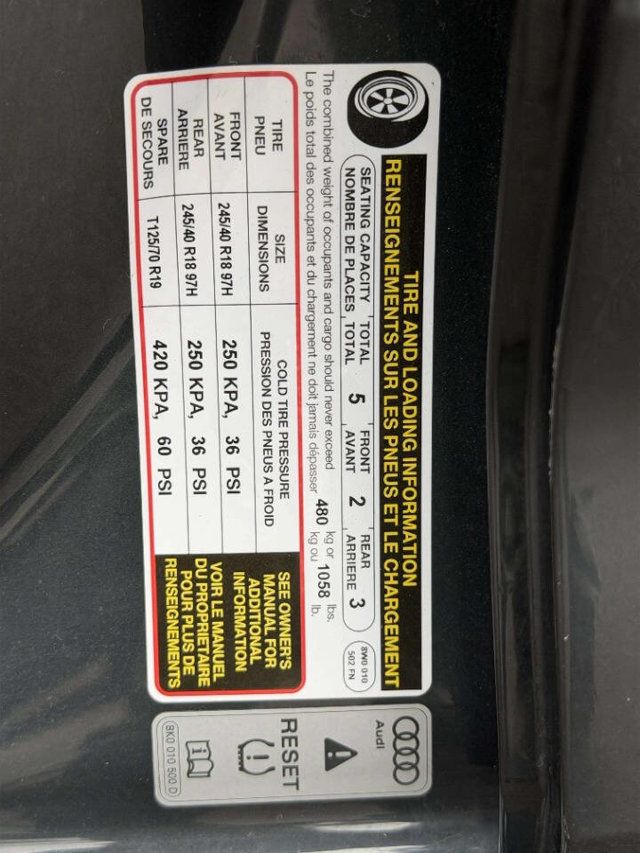 TIRE AND LOADING INFORMATION
RENSEIGNEMENTS SUR LES PNEUS ET LE CHARGEMENT
SEATING CAPACITY TOTAL 5 FRONT 2 REAR 3
NOMBRE DE PLACES TOTAL AVANT ARRIERE
8W0 010
502 FN
The combined weight of occupants and cargo should never exceed 480 kg or 1058 lbs.
Le poids total des occupants et du chargement ne doit jamais dépasser kg ou lb.
TIRE SIZE COLD TIRE PRESSURE
PNEU DIMENSIONS PRESSION DES PNEUS A FROID
FRONT
AVANT 245/40 R18 97H 250 KPA, 36 PSI
REAR
ARRIERE 245/40 R18 97H 250 KPA, 36 PSI
SPARE
DE SECOURS T125/70 R19 420 KPA, 60 PSI
SEE OWNER'S
MANUAL FOR
ADDITIONAL
INFORMATION
VOIR LE MANUEL
DU PROPRIETAIRE
POUR PLUS DE
RENSEIGNEMENTS
Audi
RESET
8K0 010 500 D